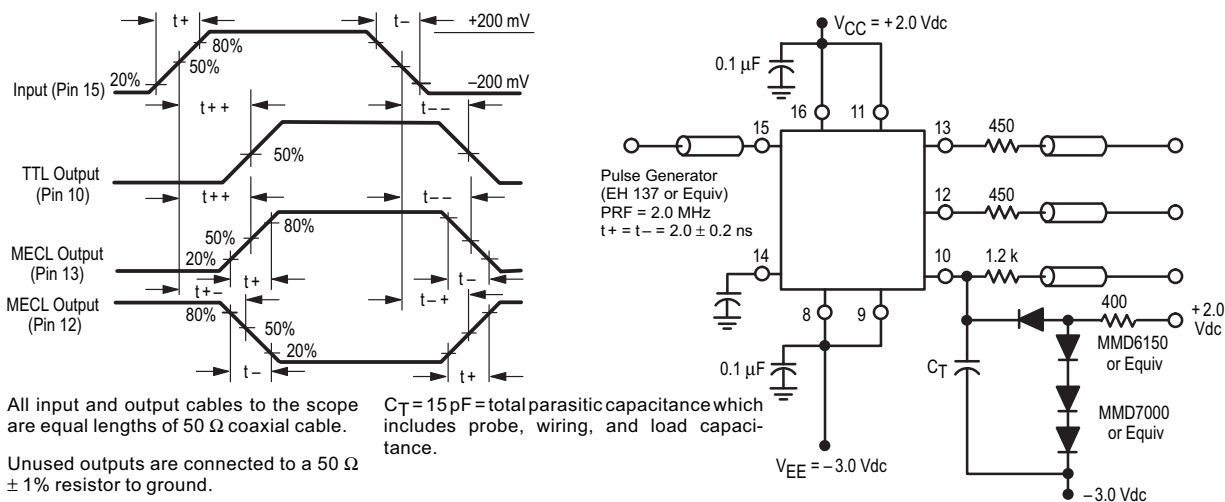 t+
t–
+200 mV
80%
50%
20%
Input (Pin 15)
–200 mV
t++
t––
50%
TTL Output
(Pin 10)
t++
t––
80%
50%
20%
MECL Output
(Pin 13)
t+
t–
t+–
t–+
MECL Output
(Pin 12)
80%
50%
20%
t–
t+
All input and output cables to the scope
are equal lengths of 50 Ω coaxial cable.
Unused outputs are connected to a 50 Ω
± 1% resistor to ground.
CT = 15 pF = total parasitic capacitance which
includes probe, wiring, and load capaci-
tance.
VCC = +2.0 Vdc
0.1 µF
16
11
15
13
450
Pulse Generator
(EH 137 or Equiv)
PRF = 2.0 MHz
t+ = t– = 2.0 ± 0.2 ns
12
450
14
10
1.2 k
8
9
400
+2.0
Vdc
0.1 µF
CT
MMD6150
or Equiv
MMD7000
or Equiv
VEE = –3.0 Vdc
–3.0 Vdc